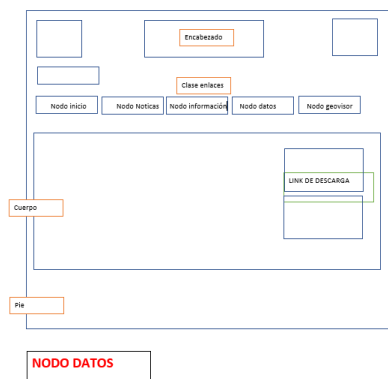 Encabezado
Clase enlaces
Nodo inicio
Nodo Noticas
Nodo información
Nodo datos
Nodo geovisor
LINK DE DESCARGA
Cuerpo
Pie
NODO DATOS